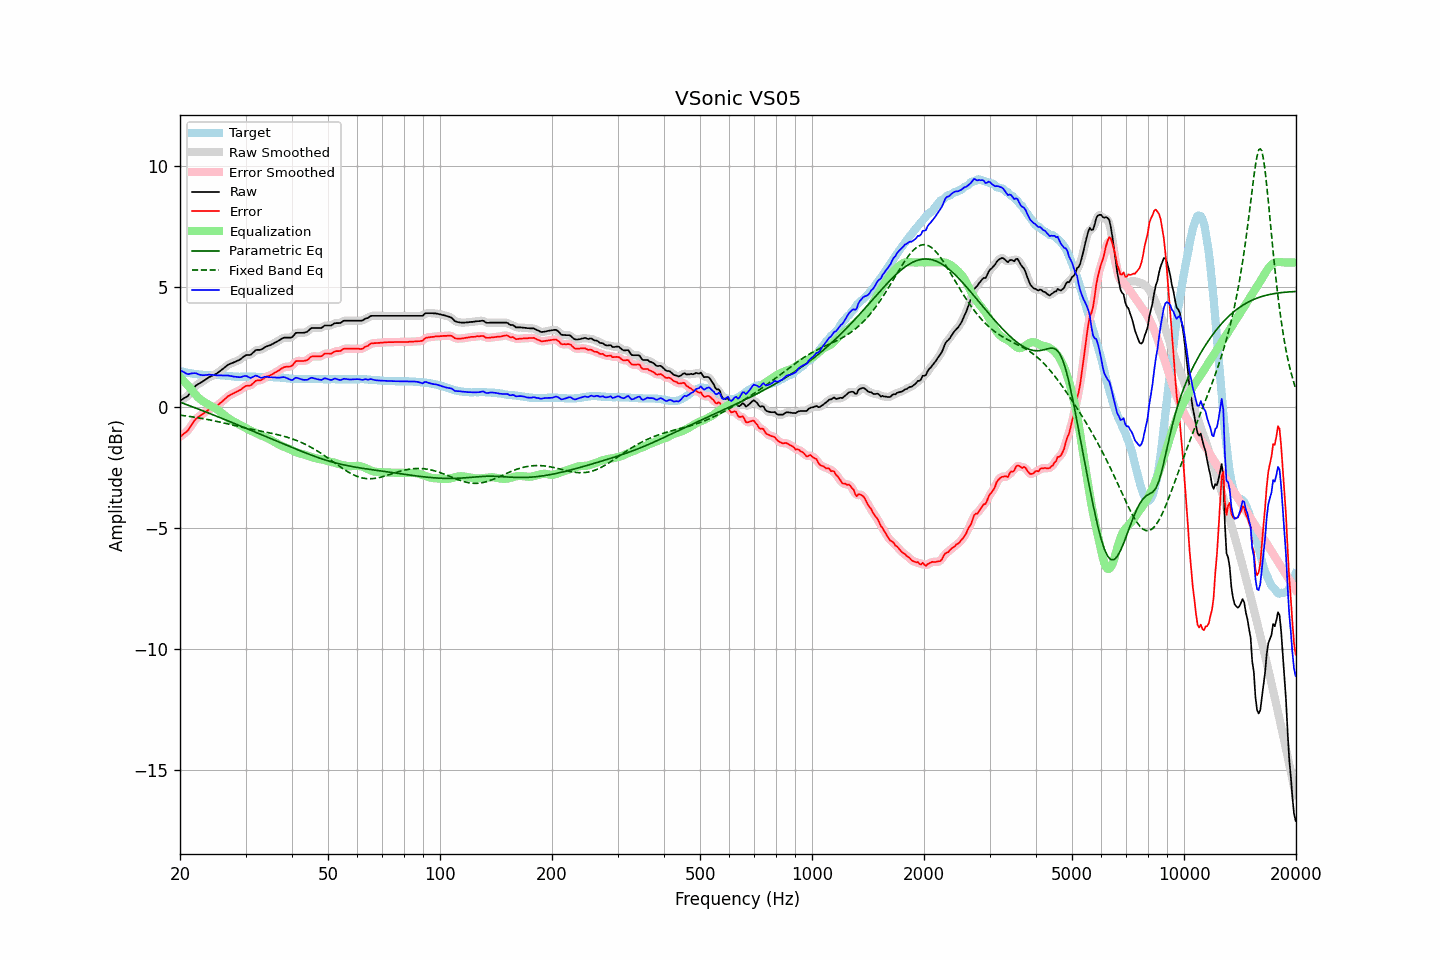 VSonic VS05
Target
Raw Smoothed
Error Smoothed
Raw
Error
Equalization
Parametric Eq
Fixed Band Eq
Equalized
Amplitude (dBr)
10
5
0
−5
−10
−15
20
50
100
200
500
1000
2000
5000
10000
20000
Frequency (Hz)